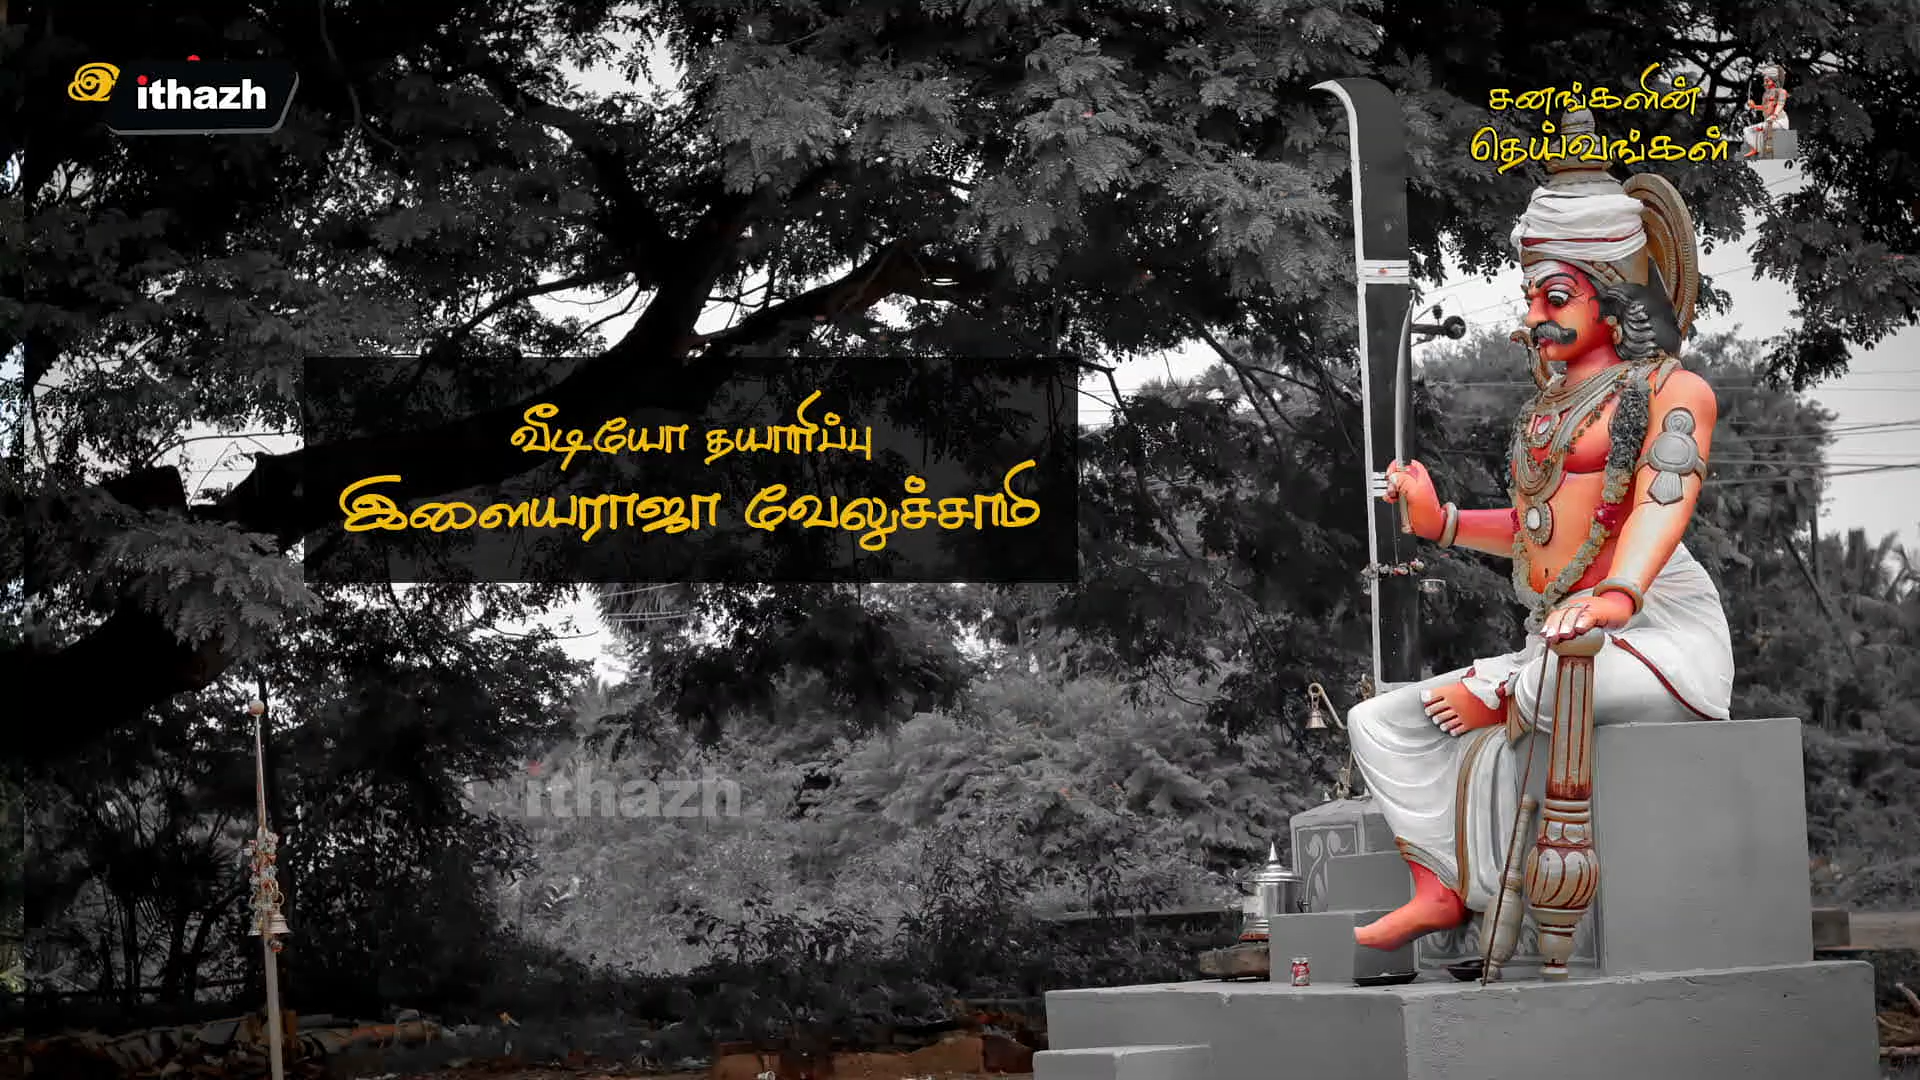 இ ithazh
சனங்களின்
தெய்வங்கள்
வீடியோ தயாரிப்பு
இளையராஜா வேலுச்சாமி
ithazh